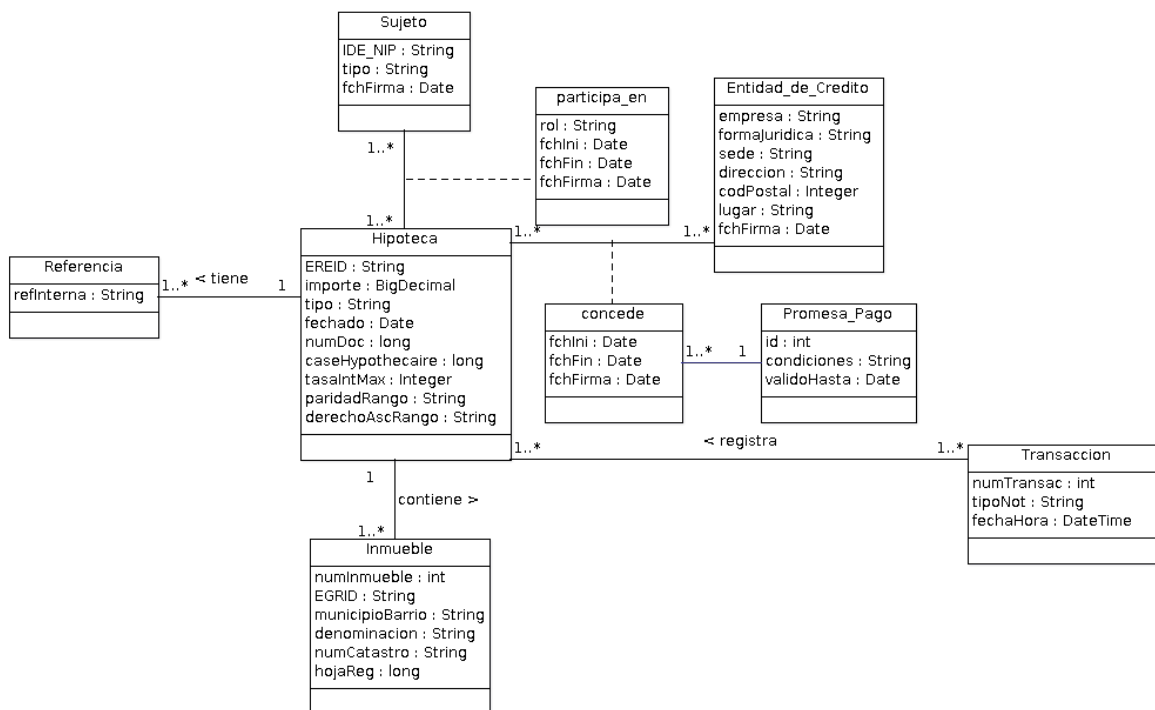 Sujeto
IDE_NIP : String
tipo : String
fchFirma : Date
participa_en
rol : String
fchIni : Date
fchFin : Date
fchFirma : Date
Entidad_de_Credito
empresa : String
formaJuridica : String
sede : String
direccion : String
codPostal : Integer
lugar : String
fchFirma : Date
1..*
1..*
1..*
1..*
Hipoteca
EREID : String
importe : BigDecimal
tipo : String
fechado : Date
numDoc : long
caseHypothecaire : long
tasaIntMax : Integer
paridadRango : String
derechoAscRango : String
Referencia
refInterna : String
1..*
< tiene
1
concede
fchIni : Date
fchFin : Date
fchFirma : Date
1..*
1
Promesa_Pago
id : int
condiciones : String
validoHasta : Date
1..*
< registra
1..*
Transaccion
numTransac : int
tipoNot : String
fechaHora : DateTime
1
contiene >
1..*
Inmueble
numInmueble : int
EGRID : String
municipioBarrio : String
denominacion : String
numCatastro : String
hojaReg : long